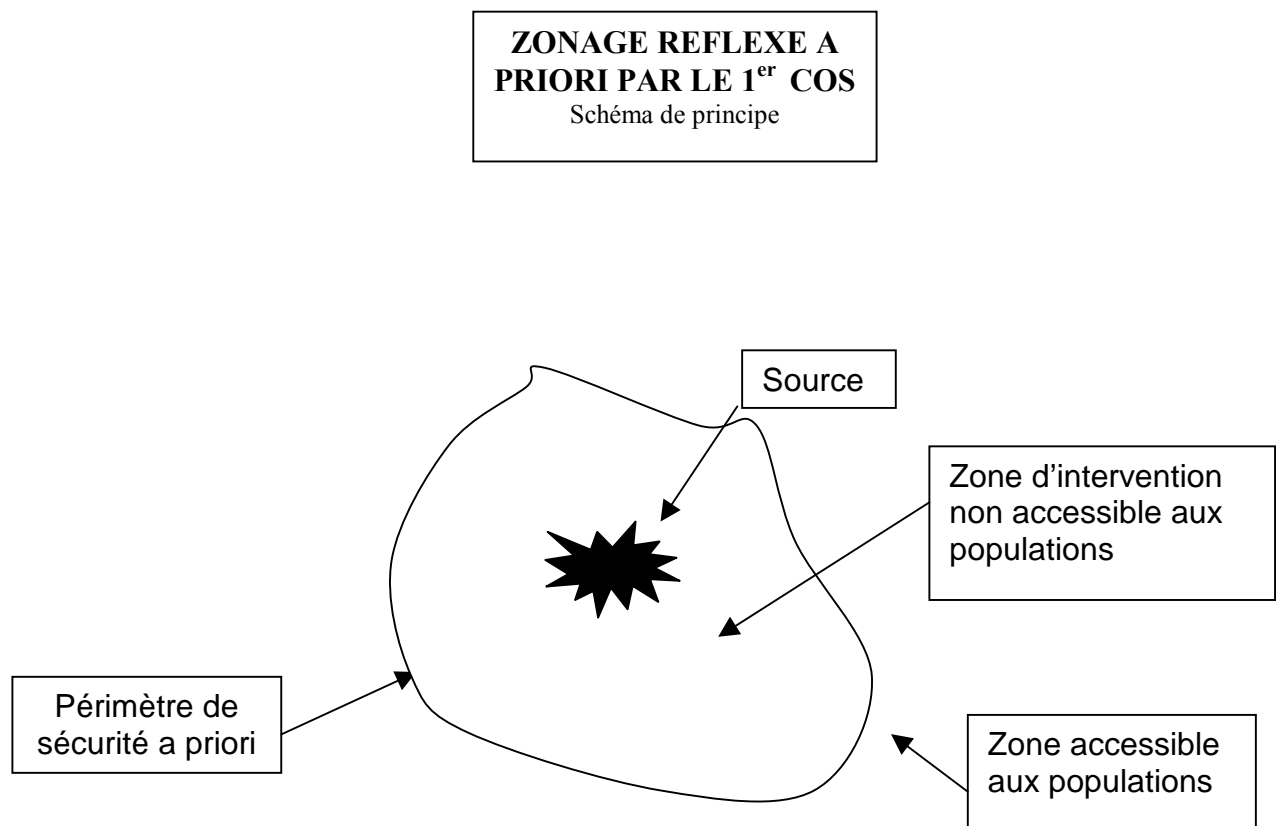 ZONAGE REFLEXE A
PRIORI PAR LE 1er COS
Schéma de principe
Source
Zone d'intervention
non accessible aux
populations
Périmètre de
sécurité a priori
Zone accessible
aux populations